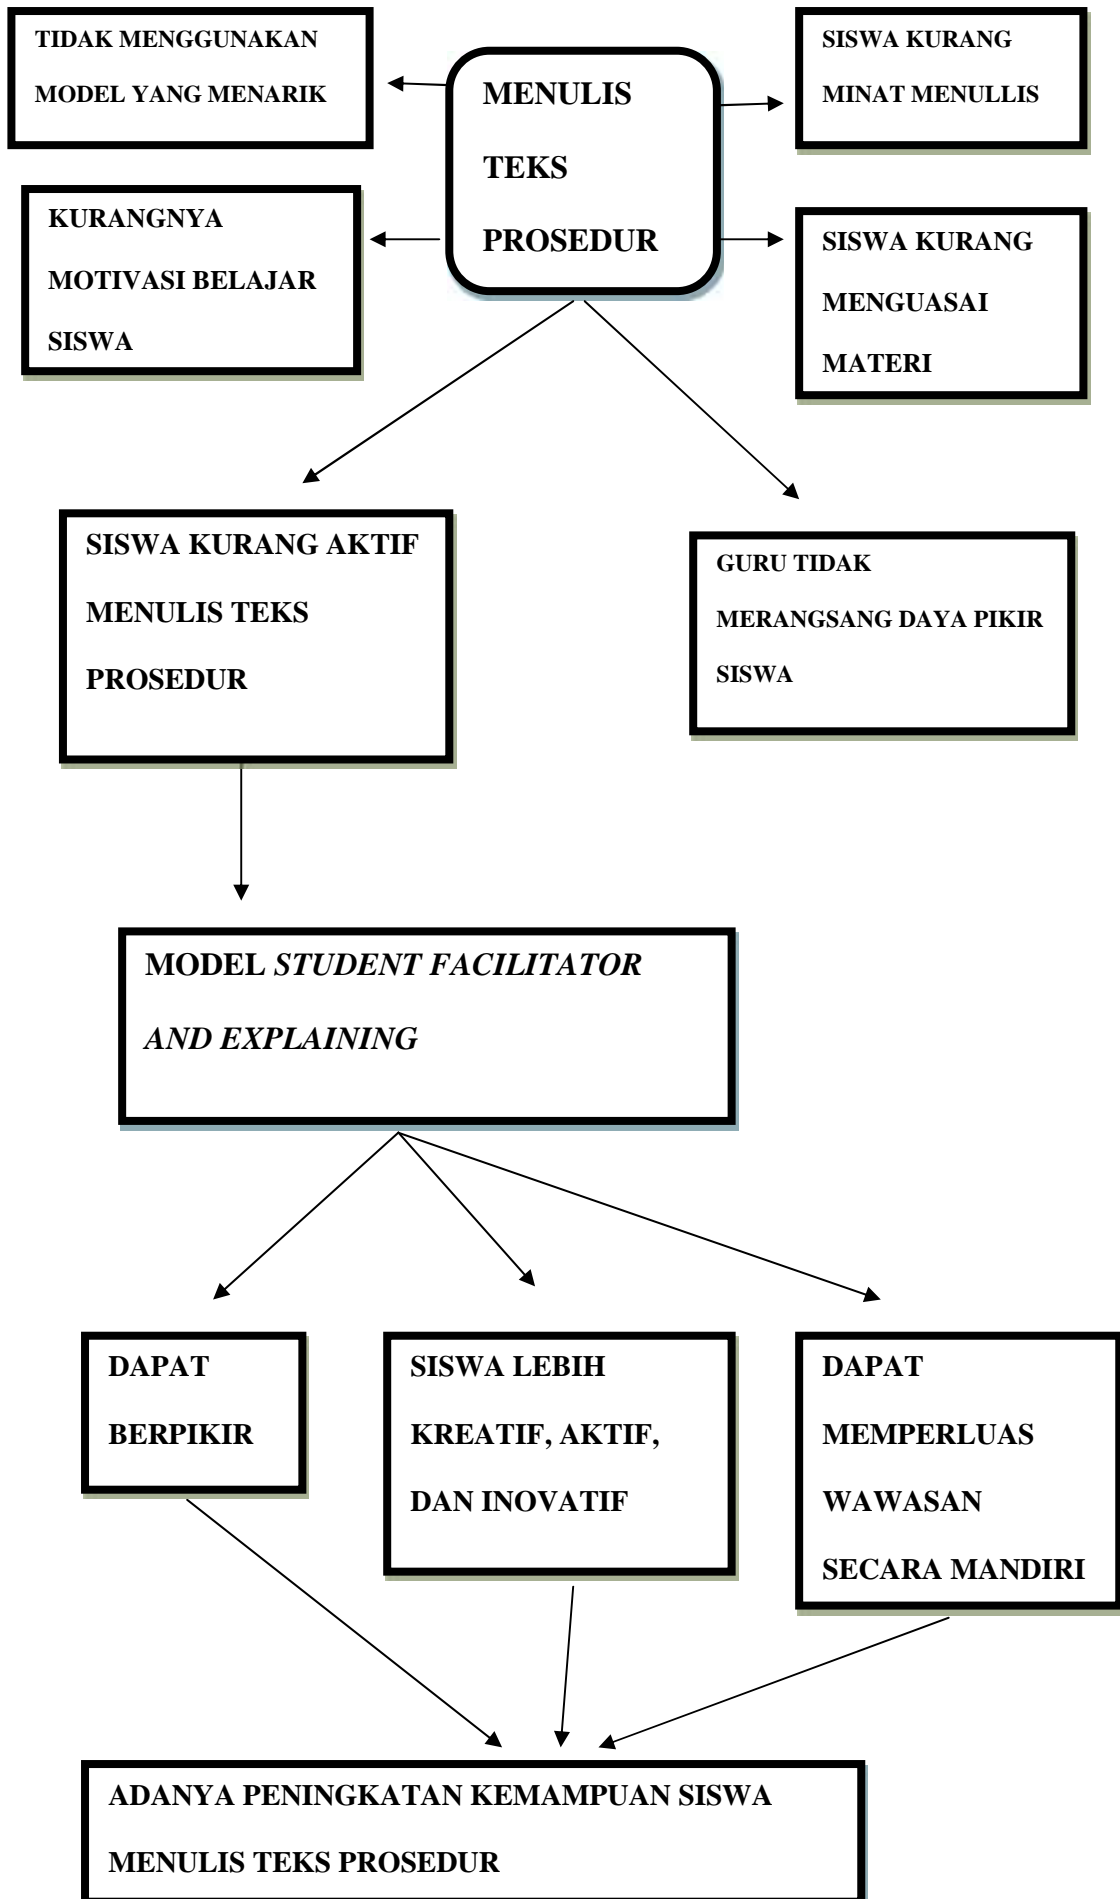 TIDAK MENGGUNAKAN
MODEL YANG MENARIK
MENULIS
TEKS
PROSEDUR
SISWA KURANG
MINAT MENULLIS
KURANGNYA
MOTIVASI BELAJAR
SISWA
SISWA KURANG
MENGUASAI
MATERI
SISWA KURANG AKTIF
MENULIS TEKS
PROSEDUR
GURU TIDAK
MERANGSANG DAYA PIKIR
SISWA
MODEL STUDENT FACILITATOR
AND EXPLAINING
DAPAT
BERPIKIR
SISWA LEBIH
KREATIF, AKTIF,
DAN INOVATIF
DAPAT
MEMPERLUAS
WAWASAN
SECARA MANDIRI
ADANYA PENINGKATAN KEMAMPUAN SISWA
MENULIS TEKS PROSEDUR